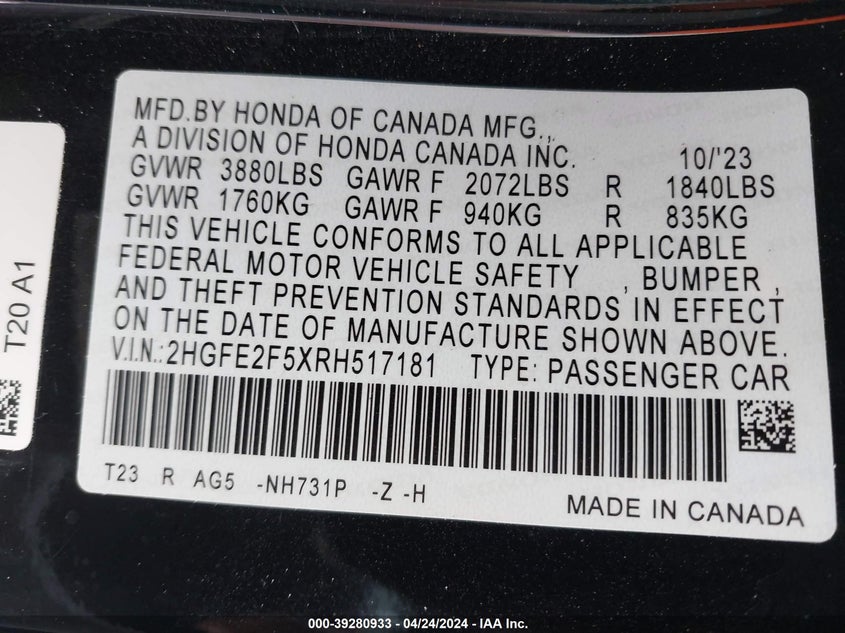 MFD.BY HONDA OF CANADA MFG.,
A DIVISION OF HONDA CANADA INC. 10/'23
GVWR 3880LBS GAWR F 2072LBS R 1840LBS
GVWR 1760KG GAWR F 940KG R 835KG
THIS VEHICLE CONFORMS TO ALL APPLICABLE
FEDERAL MOTOR VEHICLE SAFETY , BUMPER ,
AND THEFT PREVENTION STANDARDS IN EFFECT
ON THE DATE OF MANUFACTURE SHOWN ABOVE.
V.I.N.:2HGFE2F5XRH517181 TYPE: PASSENGER CAR
T23 R AG5 -NH731P -Z -H
MADE IN CANADA
T20 A1
000-39280933 - 04/24/2024 - IAA Inc.